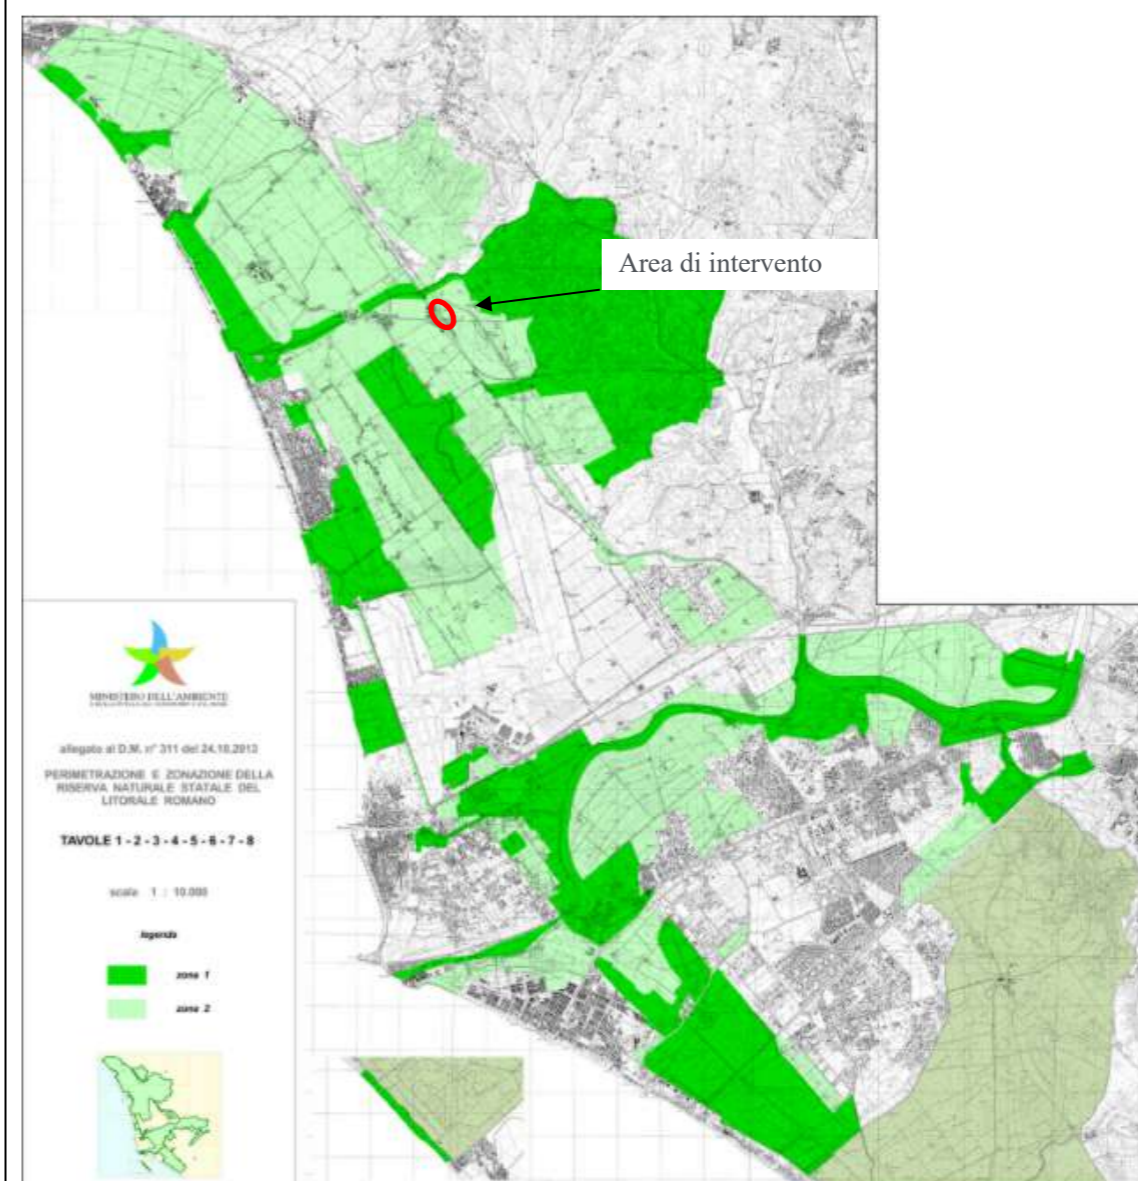 Area di intervento
MINISTERO DELL'AMBIENTE
allegato al D.M. n° 311 del 24.10.2013
PERIMETRAZIONE E ZONAZIONE DELLA
RISERVA NATURALE STATALE DEL
LITORALE ROMANO
TAVOLE 1 - 2 - 3 - 4 - 5 - 6 - 7 - 8
scala 1 : 10.000
legenda
zona 1
zona 2